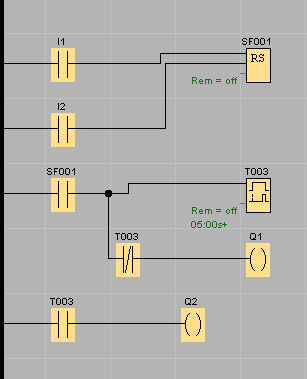 I1
SF001
RS
Rem = off
I2
SF001
T003
Rem = off
05:00s+
T003
Q1
T003
Q2